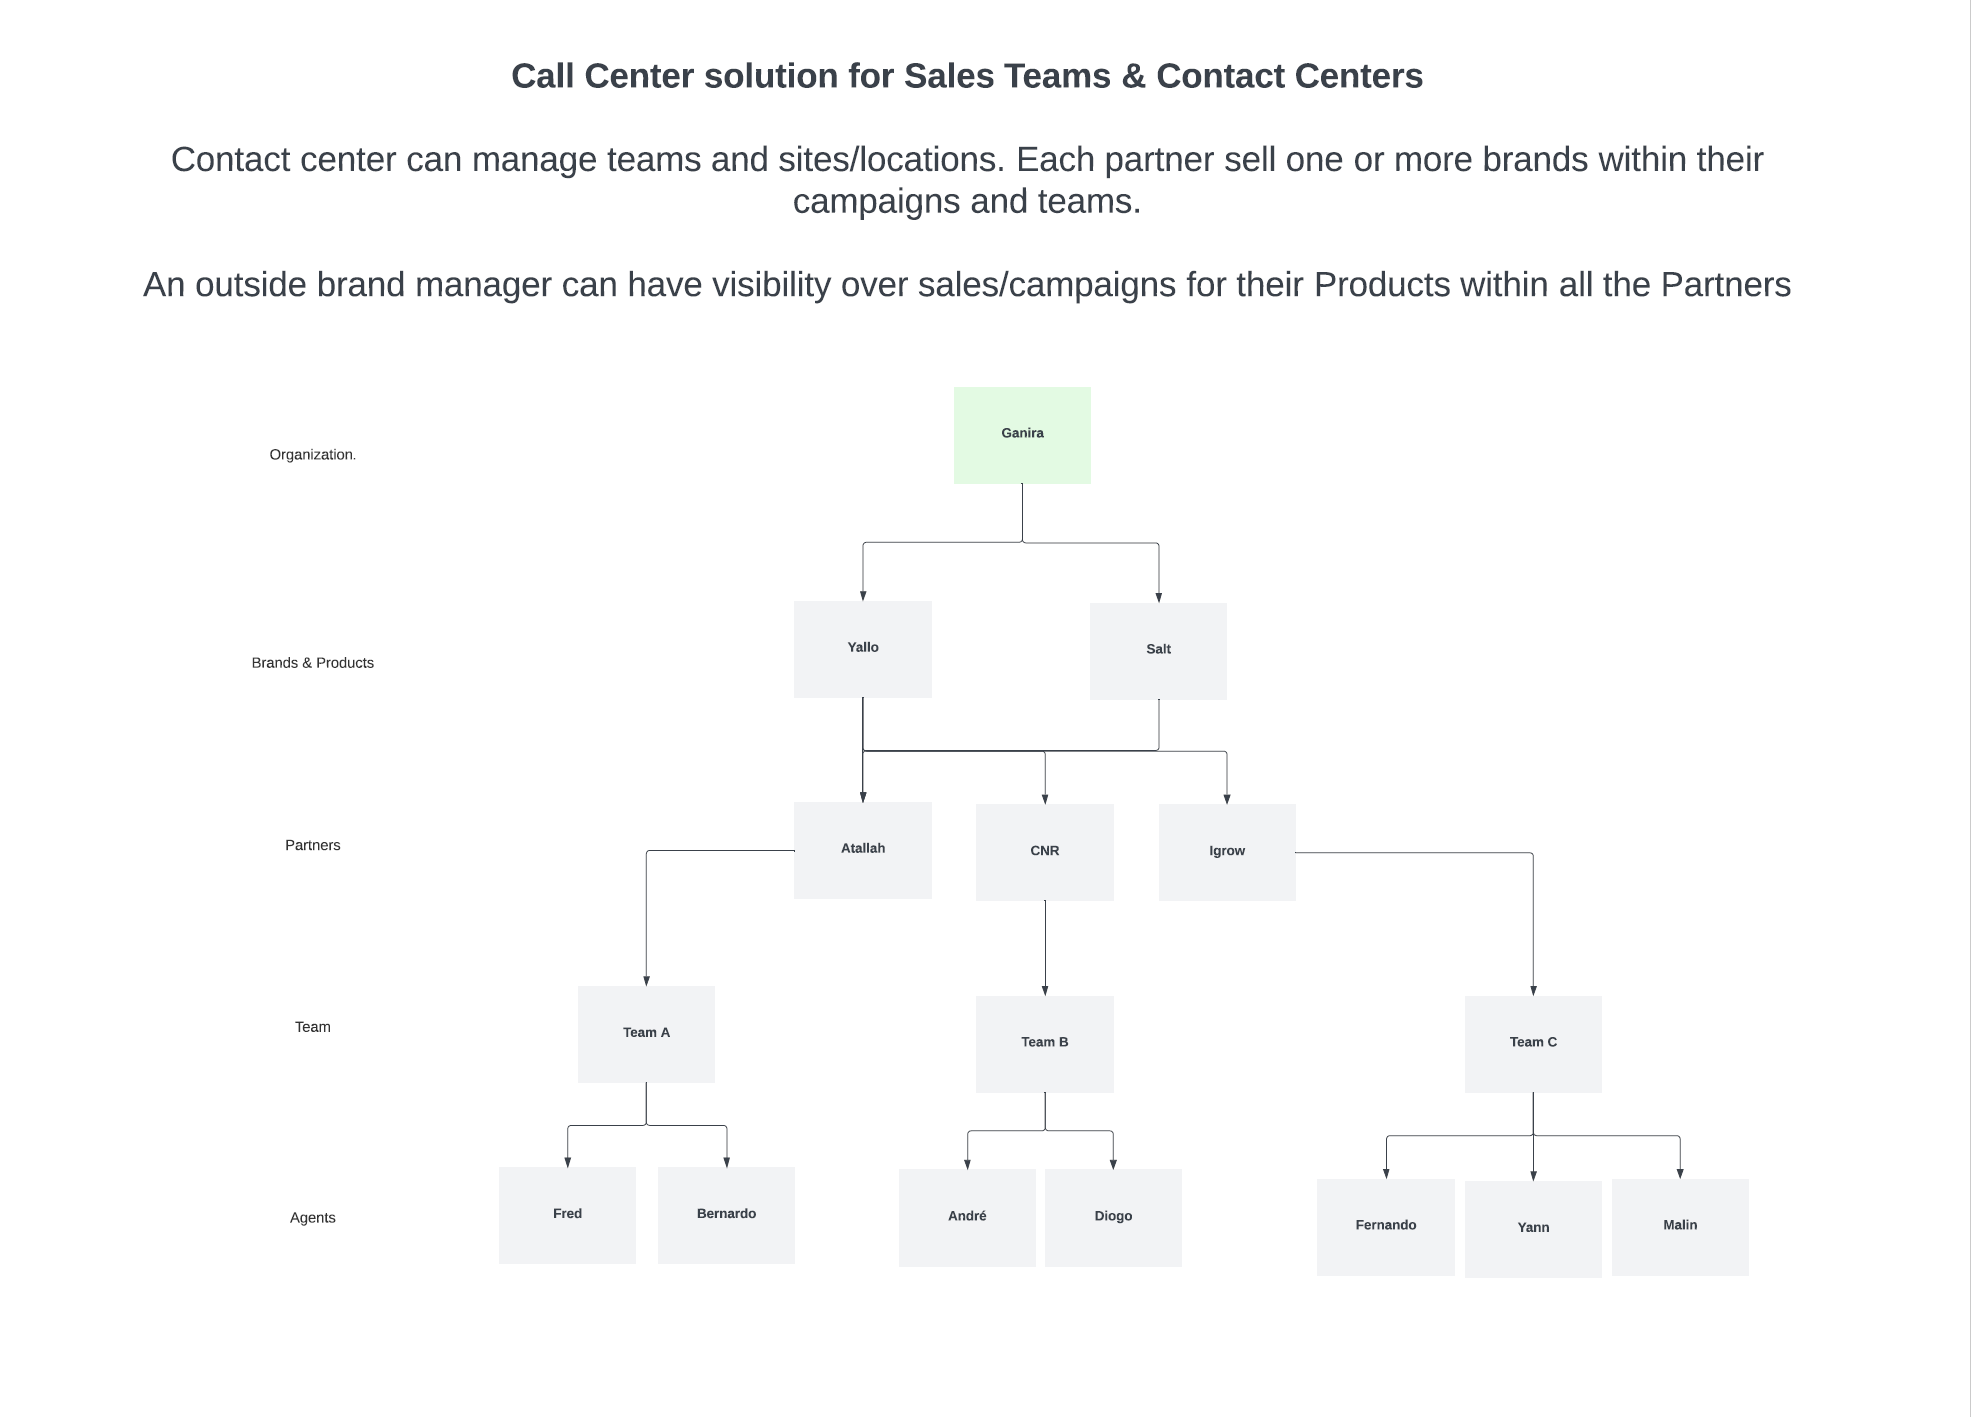 Call Center solution for Sales Teams & Contact Centers
Contact center can manage teams and sites/locations. Each partner sell one or more brands within their
campaigns and teams.
An outside brand manager can have visibility over sales/campaigns for their Products within all the Partners
Ganira
Organization.
Yallo
Salt
Brands & Products
Partners
Atallah
CNR
Igrow
Team
Team A
Team B
Team C
Agents
Fred
Bernardo
André
Diogo
Fernando
Yann
Malin